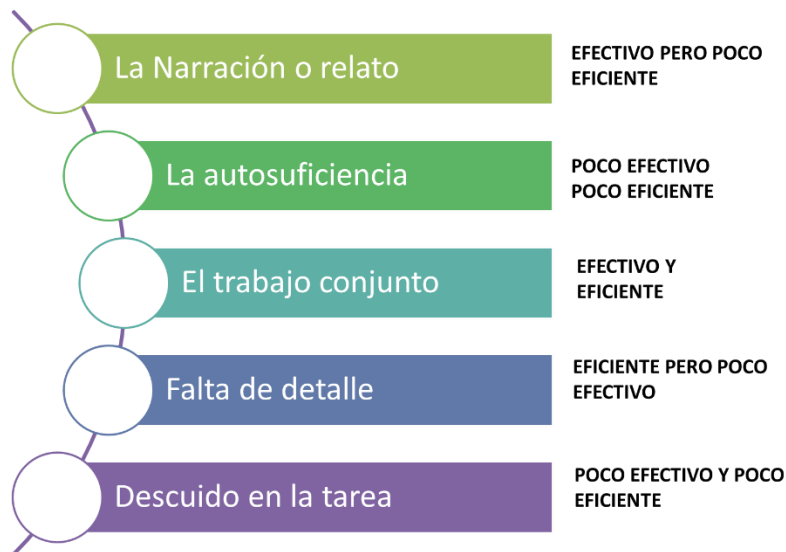 La Narración o relato
EFECTIVO PERO POCO
EFICIENTE
La autosuficiencia
POCO EFECTIVO
POCO EFICIENTE
El trabajo conjunto
EFECTIVO Y
EFICIENTE
Falta de detalle
EFICIENTE PERO POCO
EFECTIVO
Descuido en la tarea
POCO EFECTIVO Y POCO
EFICIENTE